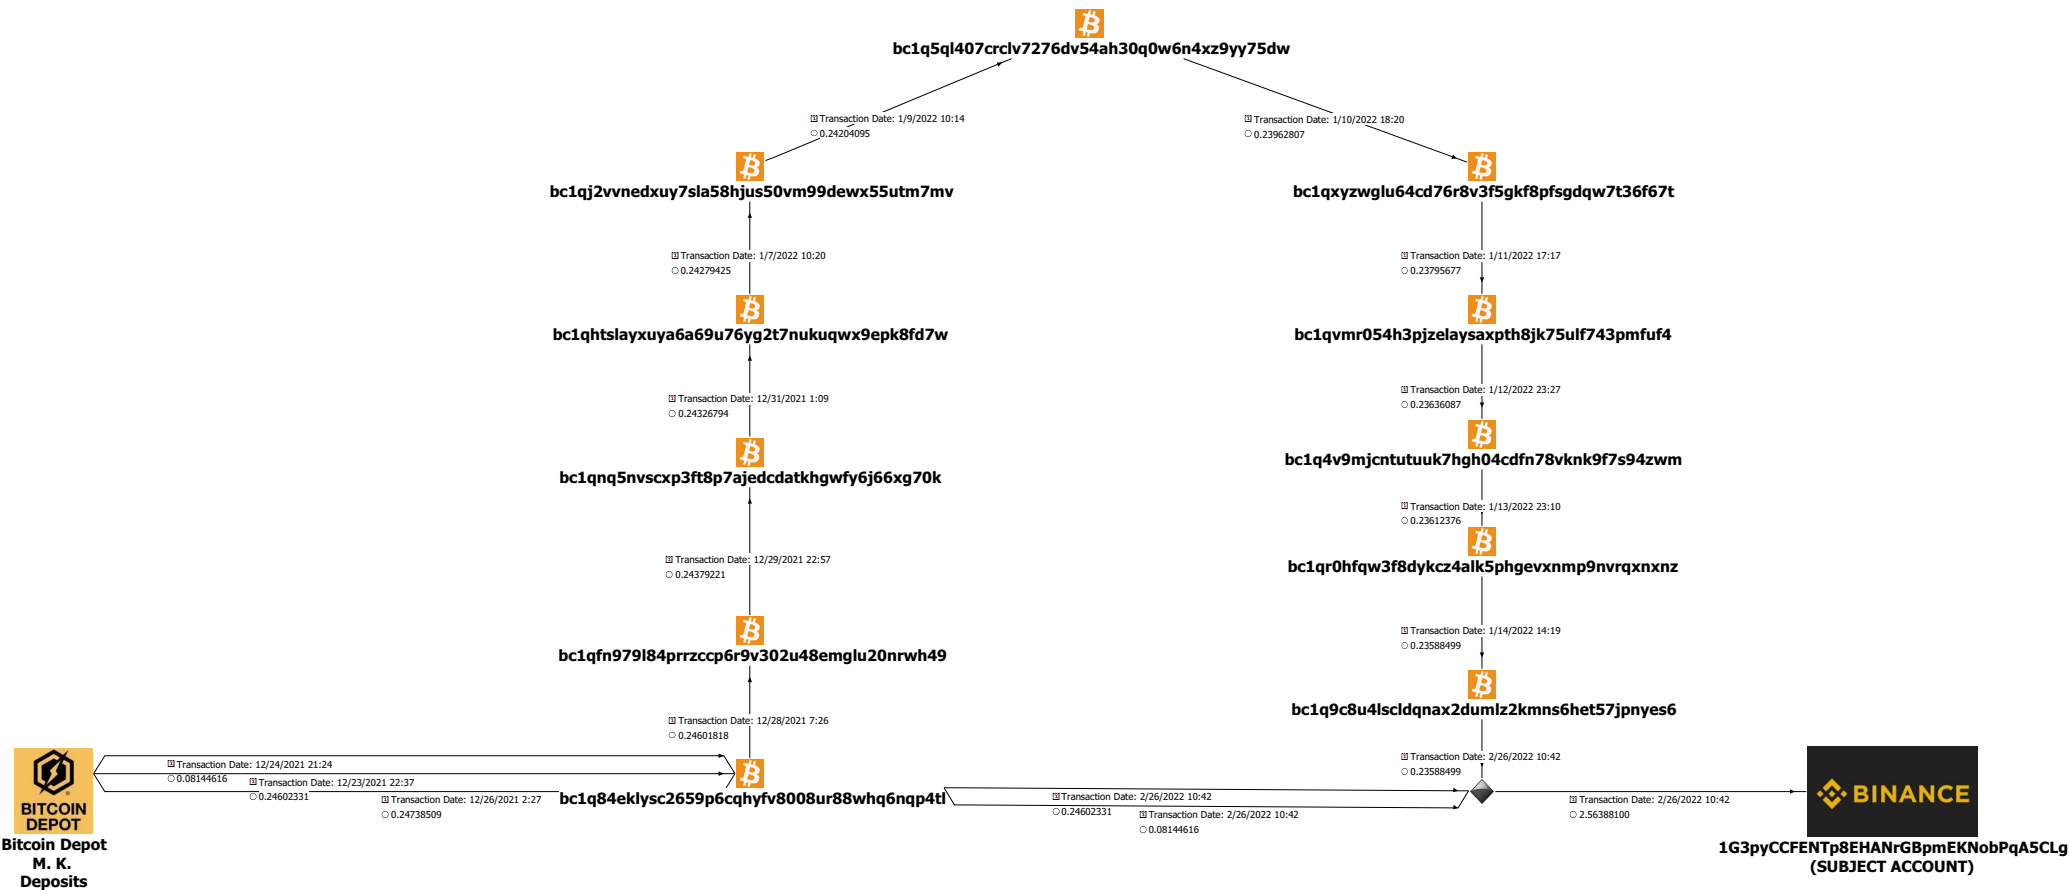 bc1q5ql407crclv7276dv54ah30q0w6n4xz9yy75dw
Transaction Date: 1/9/2022 10:14
0.24204095
Transaction Date: 1/10/2022 18:20
0.23962807
bc1qj2vvnedxuy7sla58hjus50vm99dewx55utm7mv
bc1qxyzwglu64cd76r8v3f5gkf8pfsgdqw7t36f67t
Transaction Date: 1/7/2022 10:20
0.24279425
Transaction Date: 1/11/2022 17:17
0.23795677
bc1qhtslayxuya6a69u76yg2t7nukuqwx9epk8fd7w
bc1qvmr054h3pjzelaysaxpth8jk75ulf743pmfuf4
Transaction Date: 12/31/2021 1:09
0.24326794
Transaction Date: 1/12/2022 23:27
0.23636087
bc1qnq5nvscxp3ft8p7ajedcdatkhgwfy6j66xg70k
bc1q4v9mjcntutuuk7hgh04cdfn78vknk9f7s94zwm
Transaction Date: 1/13/2022 23:10
0.23612376
Transaction Date: 12/29/2021 22:57
0.24379221
bc1qr0hfqw3f8dykcz4alk5phgevxnmp9nvrqxnxnz
Transaction Date: 1/14/2022 14:19
0.23588499
bc1qfn979l84prrzccp6r9v302u48emglu20nrwh49
bc1q9c8u4lscldqnax2dumlz2kmns6het57jpnyes6
Transaction Date: 12/28/2021 7:26
0.24601818
Transaction Date: 2/26/2022 10:42
0.23588499
Transaction Date: 12/24/2021 21:24
0.08144616
Transaction Date: 12/23/2021 22:37
0.24602331
Transaction Date: 12/26/2021 2:27
0.24738509
bc1q84eklysc2659p6cqhyfv8008ur88whq6nqp4tl
Transaction Date: 2/26/2022 10:42
0.24602331
Transaction Date: 2/26/2022 10:42
0.08144616
Transaction Date: 2/26/2022 10:42
2.56388100
BITCOIN
DEPOT
Bitcoin Depot
M. K.
Deposits
BINANCE
1G3pyCCFENTp8EHANrGBpmEKNobPqA5CLg
(SUBJECT ACCOUNT)